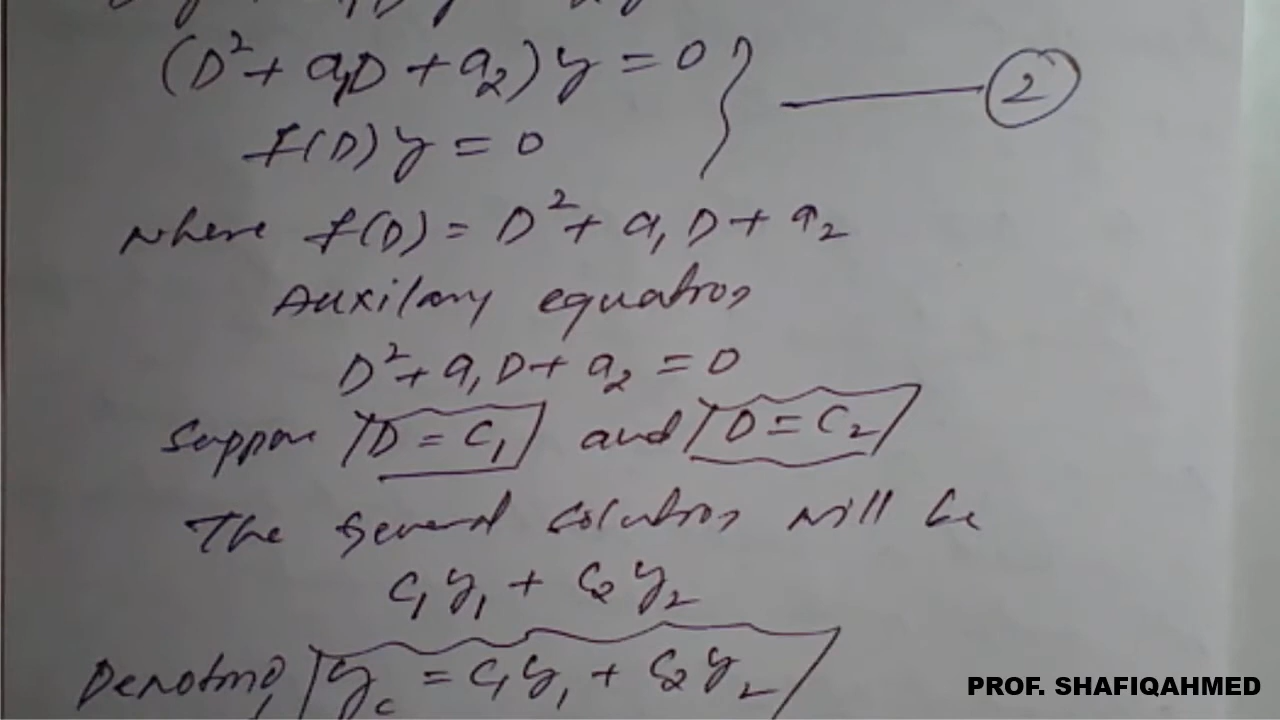 (D²+ a₁D + a₂) y = 0
② 
f(D) y = 0
where f(D) = D²+ a₁D + a₂
Auxilary equation
D²+ a₁D + a₂ = 0
Suppose D = C₁ and D = C₂
The general solution will be
C₁y₁ + C₂y₂
Denoting y_c = C₁y₁ + C₂y₂
PROF. SHAFIQAHMED